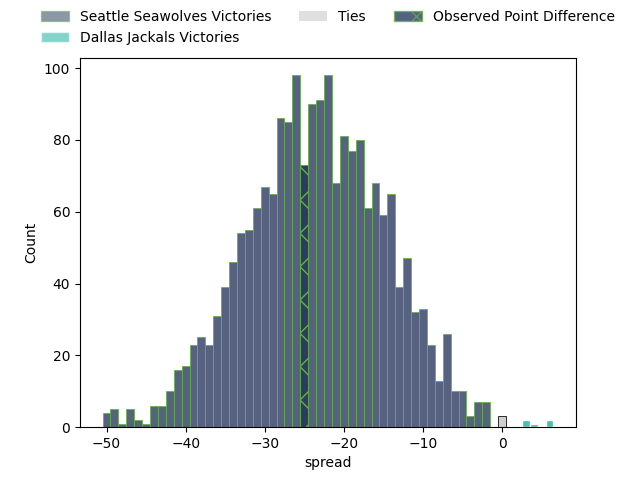 Seattle Seawolves Victories
Ties
Observed Point Difference
Dallas Jackals Victories
100
80
60
40
20
0
Count
−50
−40
−30
−20
−10
0
spread